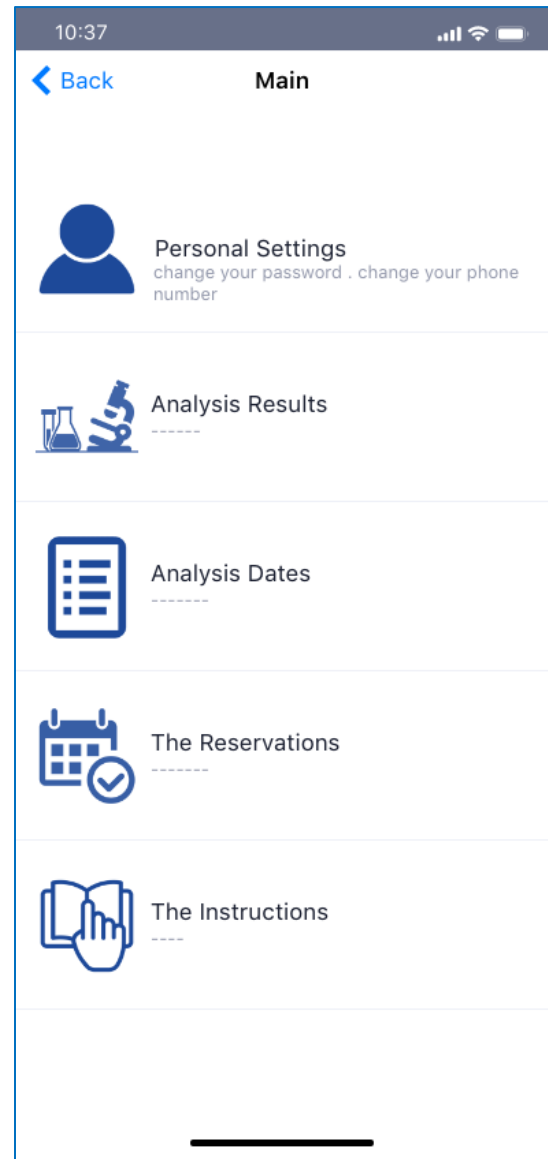 10:37
Back
Main
Personal Settings
change your password . change your phone
number
Analysis Results
------
Analysis Dates
-------
The Reservations
-------
The Instructions
----